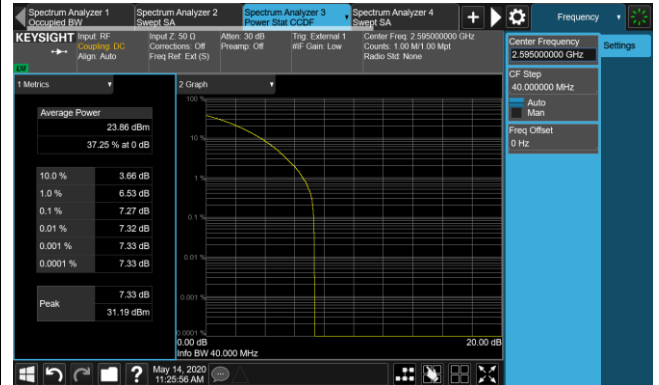 Spectrum Analyzer 1
Occupied BW
Spectrum Analyzer 2
Swept SA
Spectrum Analyzer 3
Power Stat CCDF
Spectrum Analyzer 4
Swept SA
Frequency
KEYSIGHT
Input: RF
Coupling: DC
Align: Auto
Input Z: 50 Ω
Corrections: Off
Freq Ref: Ext (S)
Atten: 30 dB
Preamp: Off
Trig: External 1
#IF Gain: Low
Center Freq: 2.595000000 GHz
Counts: 1.00 M/1.00 Mpt
Radio Std: None
Center Frequency
2.595000000 GHz
Settings
CF Step
40.000000 MHz
Auto
Man
Freq Offset
0 Hz
1 Metrics
Average Power
23.86 dBm
37.25 % at 0 dB
10.0 % 3.66 dB
1.0 % 6.53 dB
0.1 % 7.27 dB
0.01 % 7.32 dB
0.001 % 7.33 dB
0.0001 % 7.33 dB
Peak
7.33 dB
31.19 dBm
2 Graph
100 %
10 %
1 %
0.1 %
0.01 %
0.001 %
0.0001 %
0.00 dB
20.00 dB
Info BW 40.000 MHz
May 14, 2020
11:25:56 AM